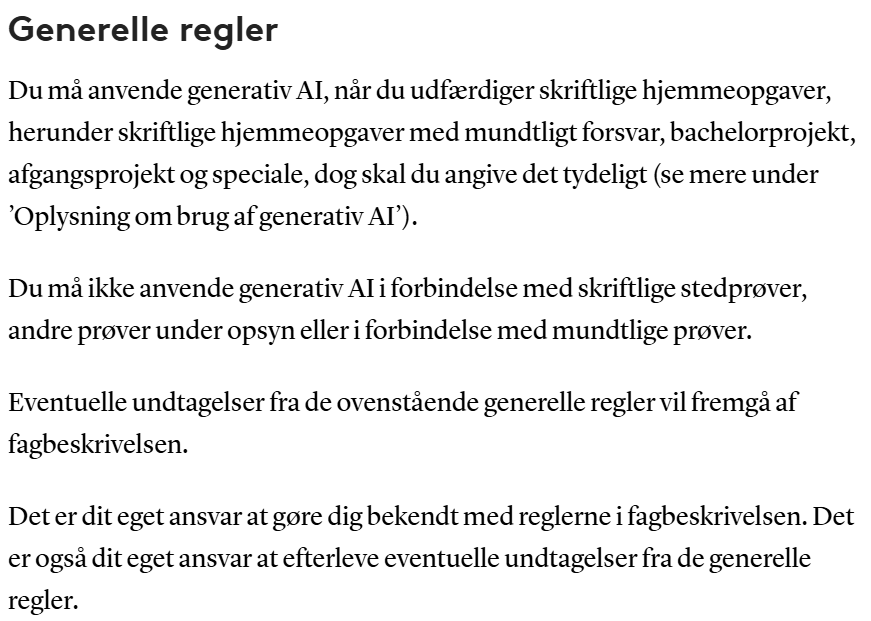 Generelle regler
Du må anvende generativ AI, når du udfærdiger skriftlige hjemmeopgaver,
herunder skriftlige hjemmeopgaver med mundtligt forsvar, bachelorprojekt,
afgangsprojekt og speciale, dog skal du angive det tydeligt (se mere under
’Oplysning om brug af generativ AI’).
Du må ikke anvende generativ AI i forbindelse med skriftlige stedprøver,
andre prøver under opsyn eller i forbindelse med mundtlige prøver.
Eventuelle undtagelser fra de ovenstående generelle regler vil fremgå af
fagbeskrivelsen.
Det er dit eget ansvar at gøre dig bekendt med reglerne i fagbeskrivelsen. Det
er også dit eget ansvar at efterleve eventuelle undtagelser fra de generelle
regler.